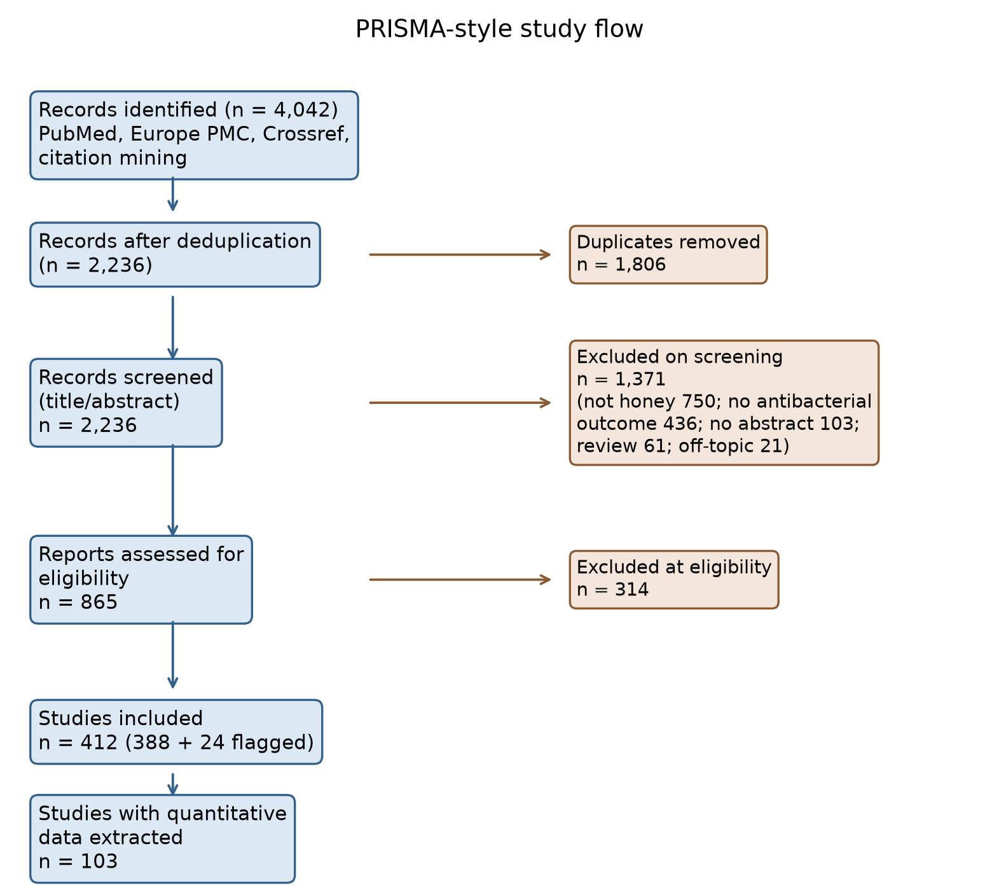 PRISMA-style study flow
Records identified (n = 4,042)
PubMed, Europe PMC, Crossref,
citation mining
Records after deduplication
(n = 2,236)
Duplicates removed
n = 1,806
Records screened
(title/abstract)
n = 2,236
Excluded on screening
n = 1,371
(not honey 750; no antibacterial
outcome 436; no abstract 103;
review 61; off-topic 21)
Reports assessed for
eligibility
n = 865
Excluded at eligibility
n = 314
Studies included
n = 412 (388 + 24 flagged)
Studies with quantitative
data extracted
n = 103